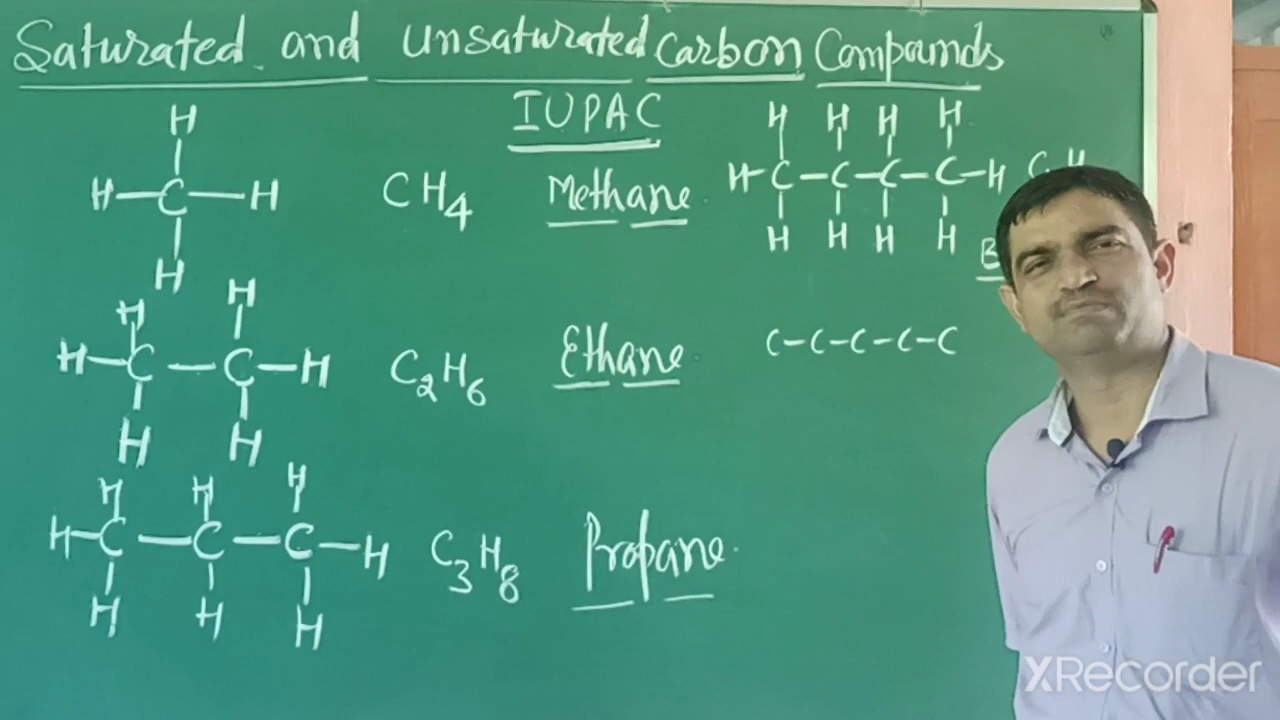 Saturated and Unsaturated Carbon Compounds
IUPAC
H
H-C-H
H
CH4 Methane
H H
H-C-C-H
H H
C2H6 Ethane
H H H
H-C-C-C-H
H H H
C3H8 Propane
H H H H
H-C-C-C-C-H
H H H H
C-C-C-C-C
XRecorder